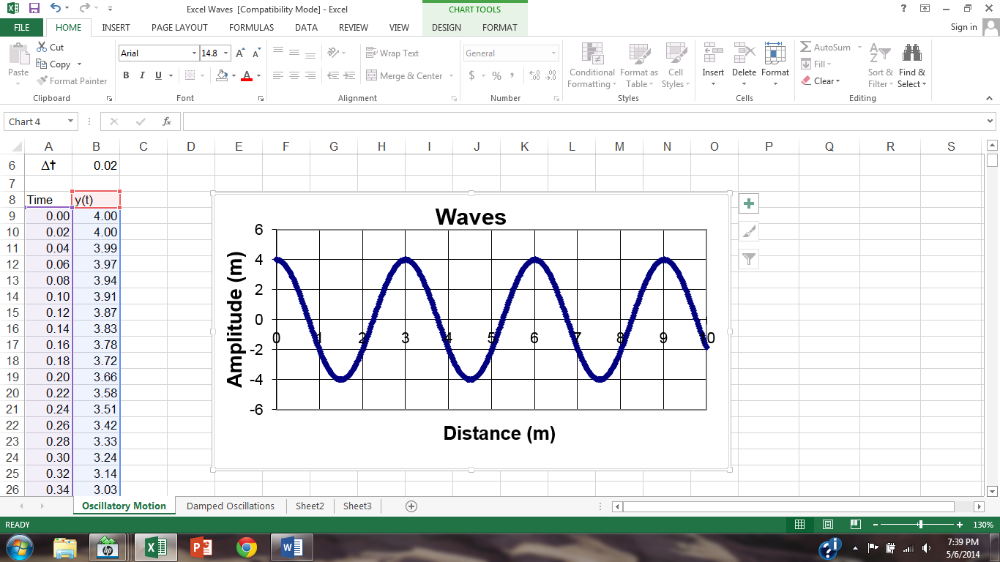 Excel Waves [Compatibility Mode] - Excel
CHART TOOLS
?
FILE HOME INSERT PAGE LAYOUT FORMULAS DATA REVIEW VIEW DESIGN FORMAT Sign in
Paste
Cut
Copy
Format Painter
Clipboard
Arial 14.8 A A
B I U A
Font
Wrap Text
Merge & Center
Alignment
General
$ % , .00
Number
Conditional Formatting
Format as Table
Cell Styles
Styles
Insert Delete Format
Cells
AutoSum
Fill
Clear
Sort & Filter
Find & Select
Editing
Chart 4 fx
A B C D E F G H I J K L M N O P Q R S
6 Δt 0.02
7
8 Time y(t)
9 0.00 4.00
10 0.02 4.00
11 0.04 3.99
12 0.06 3.97
13 0.08 3.94
14 0.10 3.91
15 0.12 3.87
16 0.14 3.83
17 0.16 3.78
18 0.18 3.72
19 0.20 3.66
20 0.22 3.58
21 0.24 3.51
22 0.26 3.42
23 0.28 3.33
24 0.30 3.24
25 0.32 3.14
26 0.34 3.03
Waves
Amplitude (m)
6
4
2
0
-2
-4
-6
0 1 2 3 4 5 6 7 8 9 10
Distance (m)
Oscillatory Motion Damped Oscillations Sheet2 Sheet3
READY
130%
7:39 PM
5/6/2014